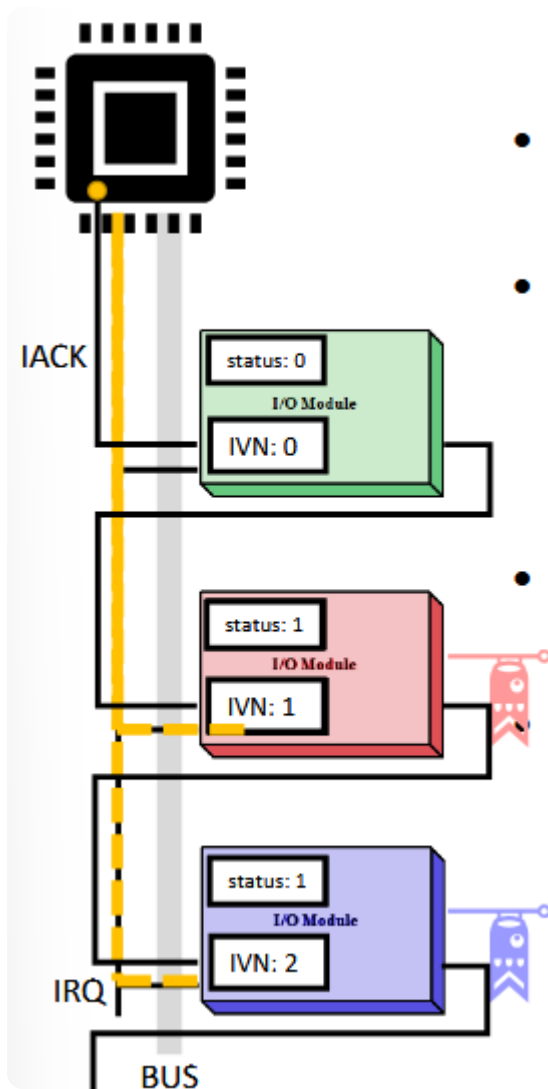 IACK
status: 0
I/O Module
IVN: 0
status: 1
I/O Module
IVN: 1
status: 1
I/O Module
IVN: 2
IRQ
BUS